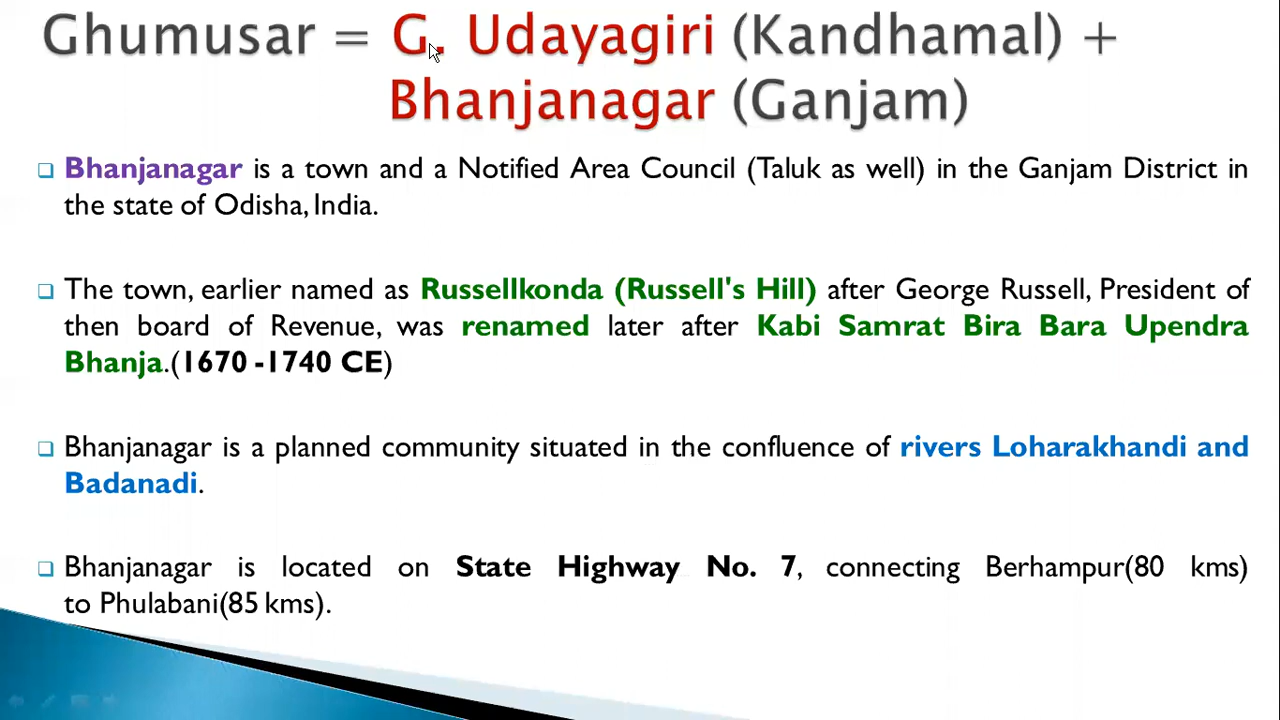 Ghumusar = G. Udayagiri (Kandhamal) +
Bhanjanagar (Ganjam)
Bhanjanagar is a town and a Notified Area Council (Taluk as well) in the Ganjam District in
the state of Odisha, India.
The town, earlier named as Russellkonda (Russell's Hill) after George Russell, President of
then board of Revenue, was renamed later after Kabi Samrat Bira Bara Upendra
Bhanja.(1670 -1740 CE)
Bhanjanagar is a planned community situated in the confluence of rivers Loharakhandi and
Badanadi.
Bhanjanagar is located on State Highway No. 7, connecting Berhampur(80 kms)
to Phulabani(85 kms).